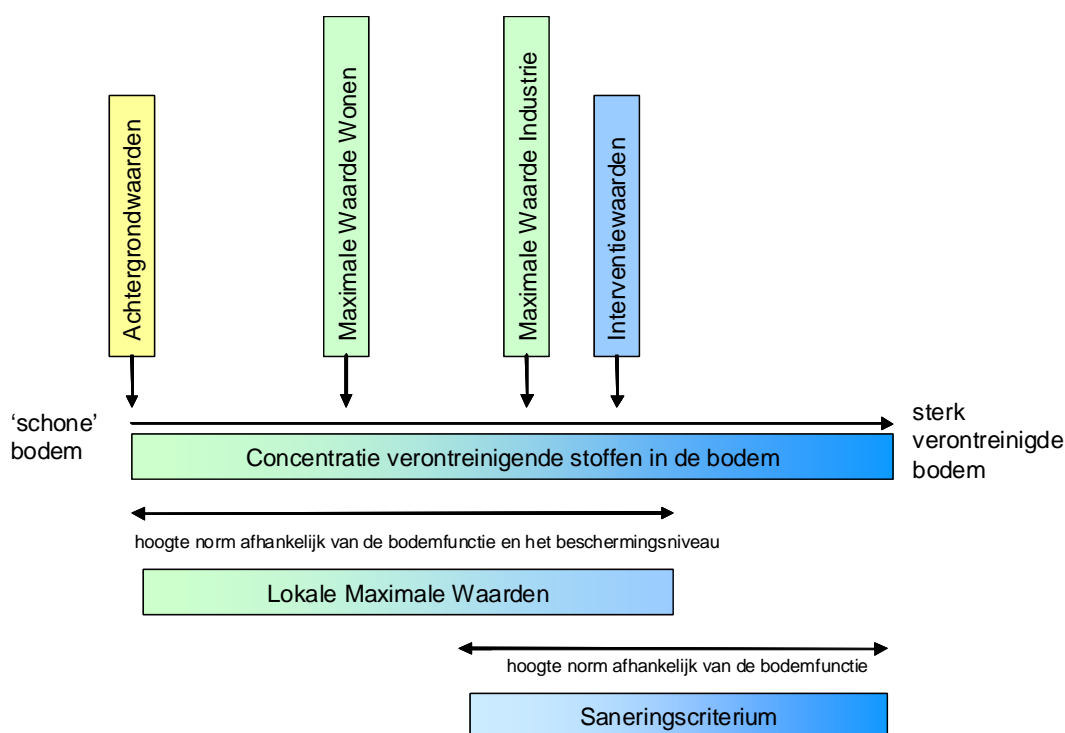 Achtergrondwaarden
Maximale Waarde Wonen
Maximale Waarde Industrie
Interventiewaarden
‘schone’
bodem
sterk
verontreinigde
bodem
Concentratie verontreinigende stoffen in de bodem
hoogte norm afhankelijk van de bodemfunctie en het beschermingsniveau
Lokale Maximale Waarden
hoogte norm afhankelijk van de bodemfunctie
Saneringscriterium